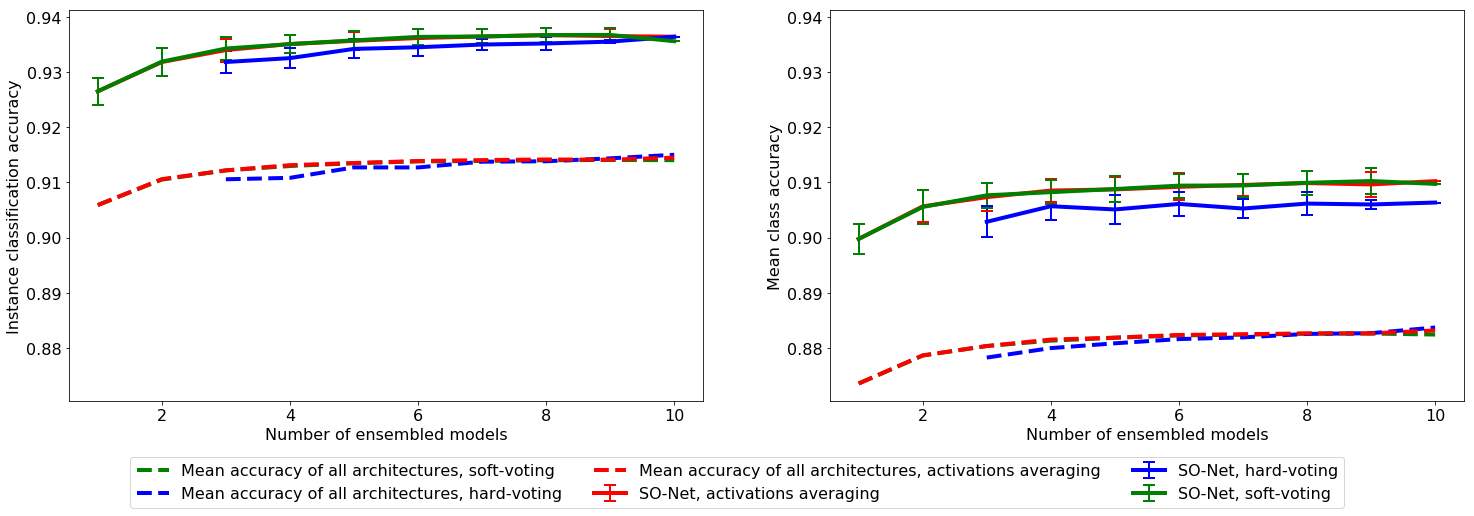 0.94
0.93
0.92
0.91
0.90
0.89
0.88
Instance classification accuracy
2 4 6 8 10
Number of ensembled models
0.94
0.93
0.92
0.91
0.90
0.89
0.88
Mean class accuracy
2 4 6 8 10
Number of ensembled models
Mean accuracy of all architectures, soft-voting
Mean accuracy of all architectures, hard-voting
Mean accuracy of all architectures, activations averaging
SO-Net, activations averaging
SO-Net, hard-voting
SO-Net, soft-voting